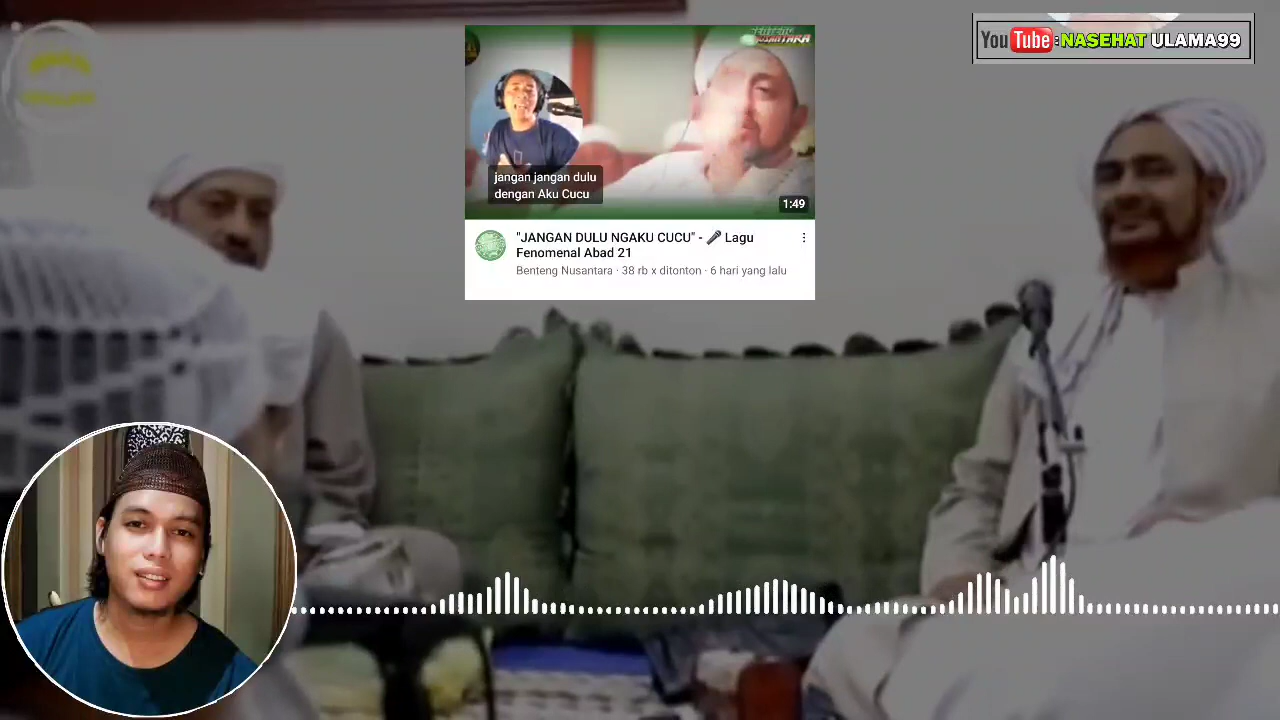 YouTube:NASEHAT ULAMA99
NUSANTARA
jangan jangan dulu
dengan Aku Cucu
1:49
"JANGAN DULU NGAKU CUCU" - 🎤 Lagu
Fenomenal Abad 21
Benteng Nusantara · 38 rb x ditonton · 6 hari yang lalu